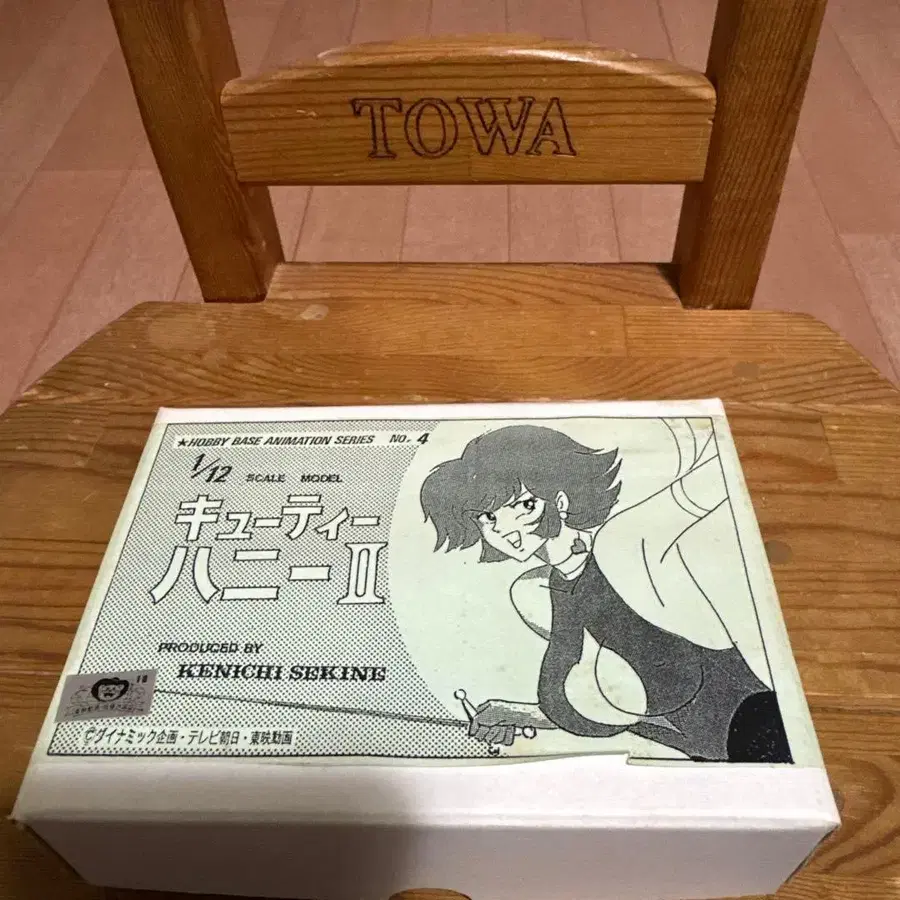 TOWA
★HOBBY BASE ANIMATION SERIES NO. 4
1/12 SCALE MODEL
キューティー
ハニーⅡ
PRODUCED BY
KENICHI SEKINE
18
©ダイナミック企画・テレビ朝日・東映動画